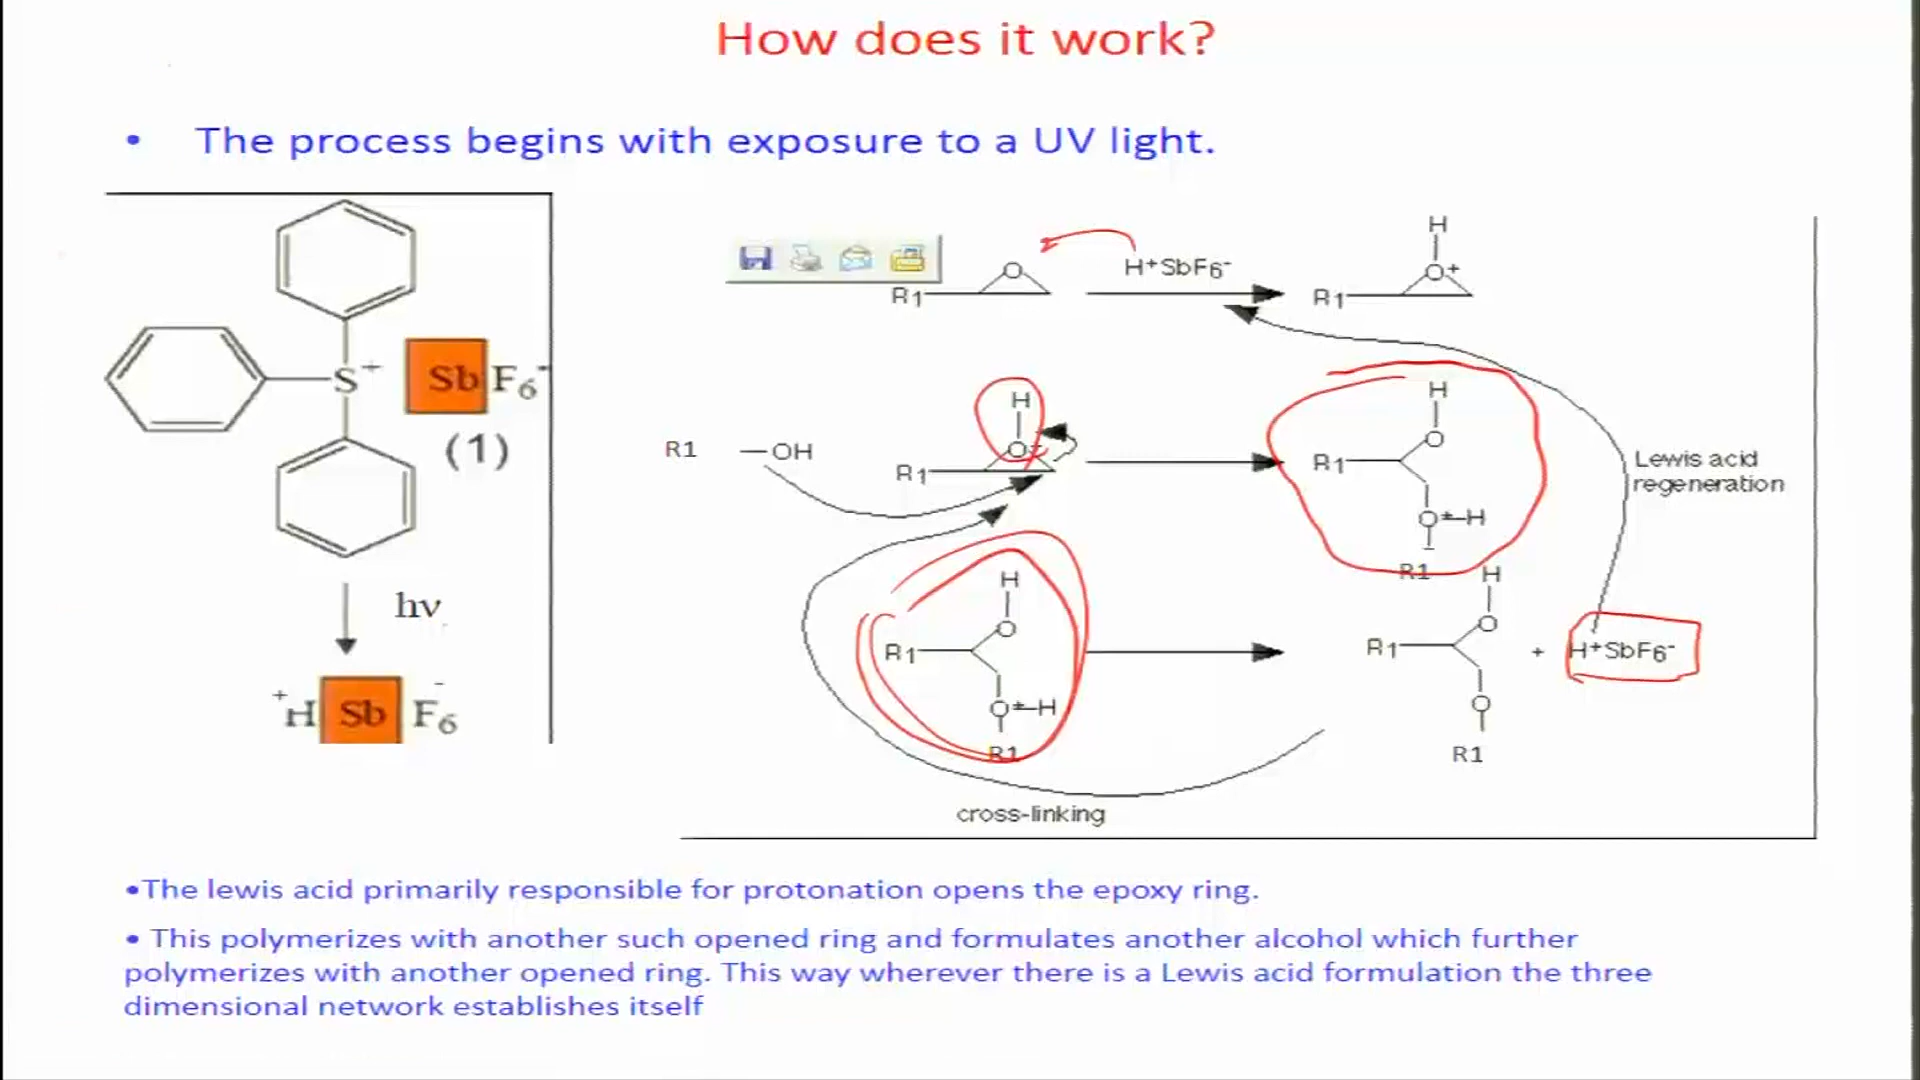 How does it work?
• The process begins with exposure to a UV light.
S+ Sb F6-
(1)
hν
+H Sb F6-
H
R1 O H+SbF6- R1 O+
R1 —OH
H
O+
R1
H
O
R1
O+-H
R1
Lewis acid
regeneration
H
O
R1
O+-H
R1
H
O
R1 + H+SbF6-
O
R1
cross-linking
•The lewis acid primarily responsible for protonation opens the epoxy ring.
• This polymerizes with another such opened ring and formulates another alcohol which further
polymerizes with another opened ring. This way wherever there is a Lewis acid formulation the three
dimensional network establishes itself